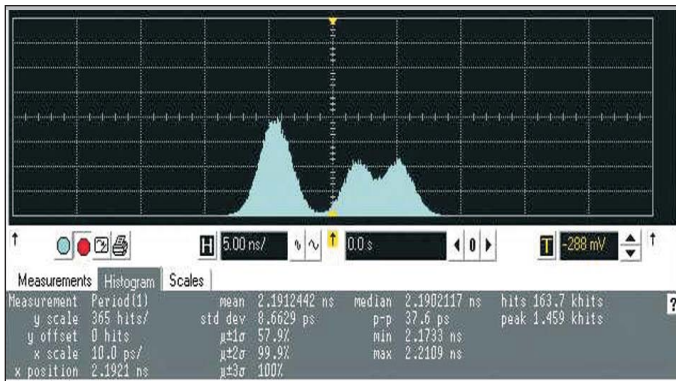 H 5.00 ns/ 0.0 s 0 T -288 mV
Measurements Histogram Scales
Measurement Period(1) mean 2.1912442 ns median 2.1902117 ns hits 163.7 khits ?
y scale 365 hits/ std dev 8.6629 ps p-p 37.6 ps peak 1.459 khits
y offset 0 hits μ±1σ 57.9% min 2.1733 ns
x scale 10.0 ps/ μ±2σ 99.9% max 2.2109 ns
x position 2.1921 ns μ±3σ 100%